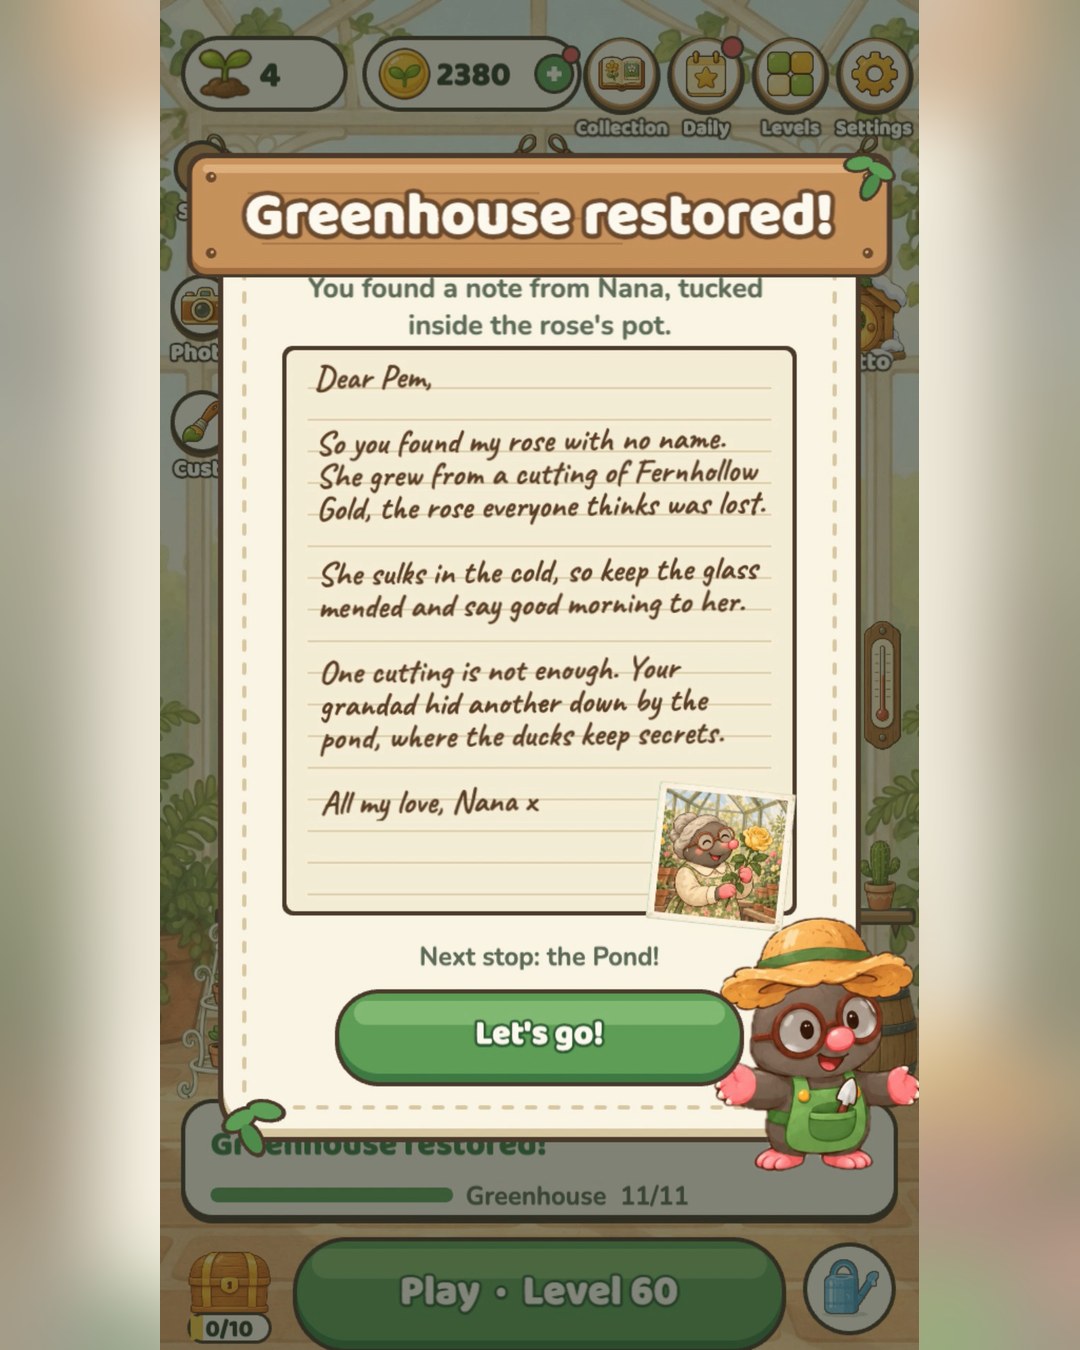 4
2380
Collection Daily Levels Settings
Greenhouse restored!
You found a note from Nana, tucked
inside the rose's pot.
Dear Pem,
So you found my rose with no name.
She grew from a cutting of Fernhollow
Gold, the rose everyone thinks was lost.
She sulks in the cold, so keep the glass
mended and say good morning to her.
One cutting is not enough. Your
grandad hid another down by the
pond, where the ducks keep secrets.
All my love, Nana x
Next stop: the Pond!
Let's go!
Greenhouse restored!
Greenhouse 11/11
Play • Level 60
0/10